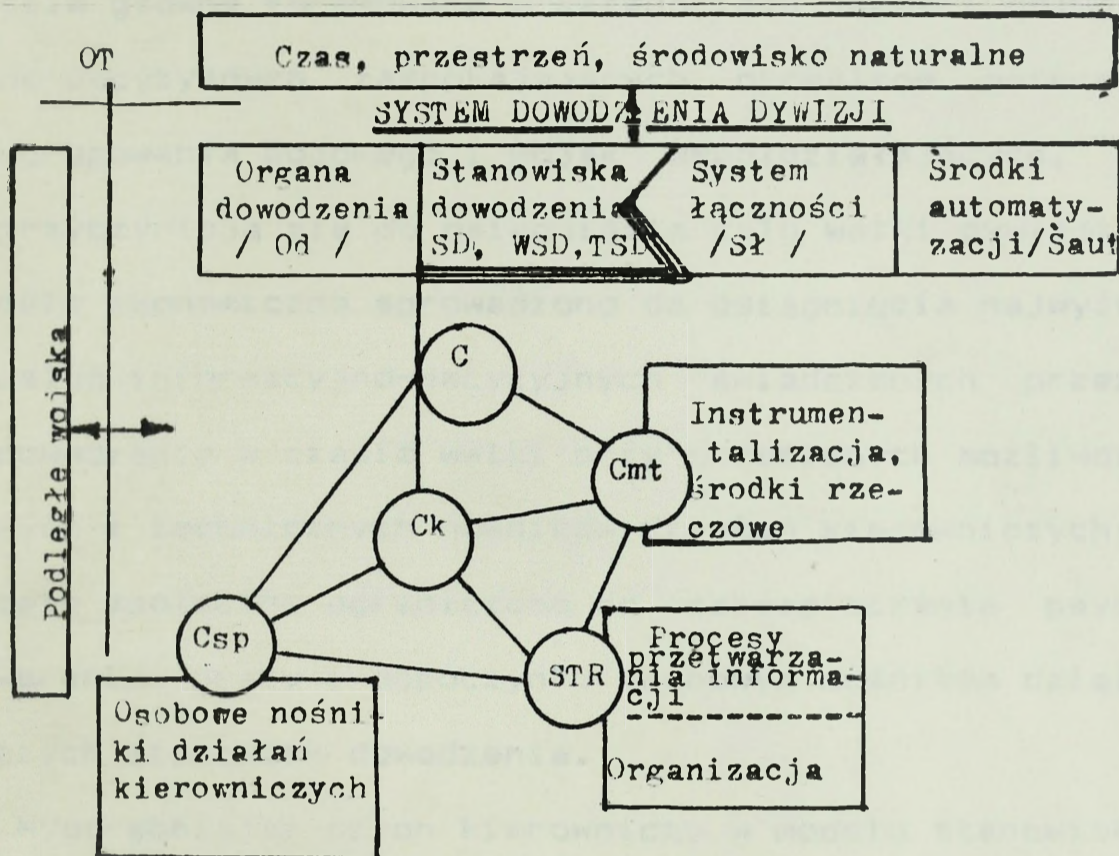 OT
Czas, przestrzeń, środowisko naturalne
SYSTEM DOWODZENIA DYWIZJI
Organa
dowodzenia
/ Od /
Stanowiska
dowodzenia
SD, WSD,TSD
System
łączności
/Sł /
Środki
automaty-
zacji/Śaut
Podległe wojska
C
Cmt
Ck
Csp
STR
Instrumen-
talizacja,
środki rze-
czowe
Procesy
przetwarza-
nia informa-
cji
Organizacja
Osobowe nośni-
ki działań
kierowniczych
dowodzenia.